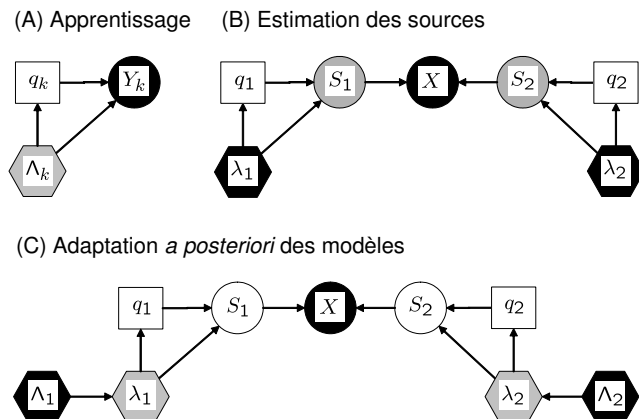 (A) Apprentissage (B) Estimation des sources
q_k Y_k q_1 S_1 X S_2 q_2
Λ_k λ_1 λ_2
(C) Adaptation a posteriori des modèles
q_1 S_1 X S_2 q_2
Λ_1 λ_1 λ_2 Λ_2